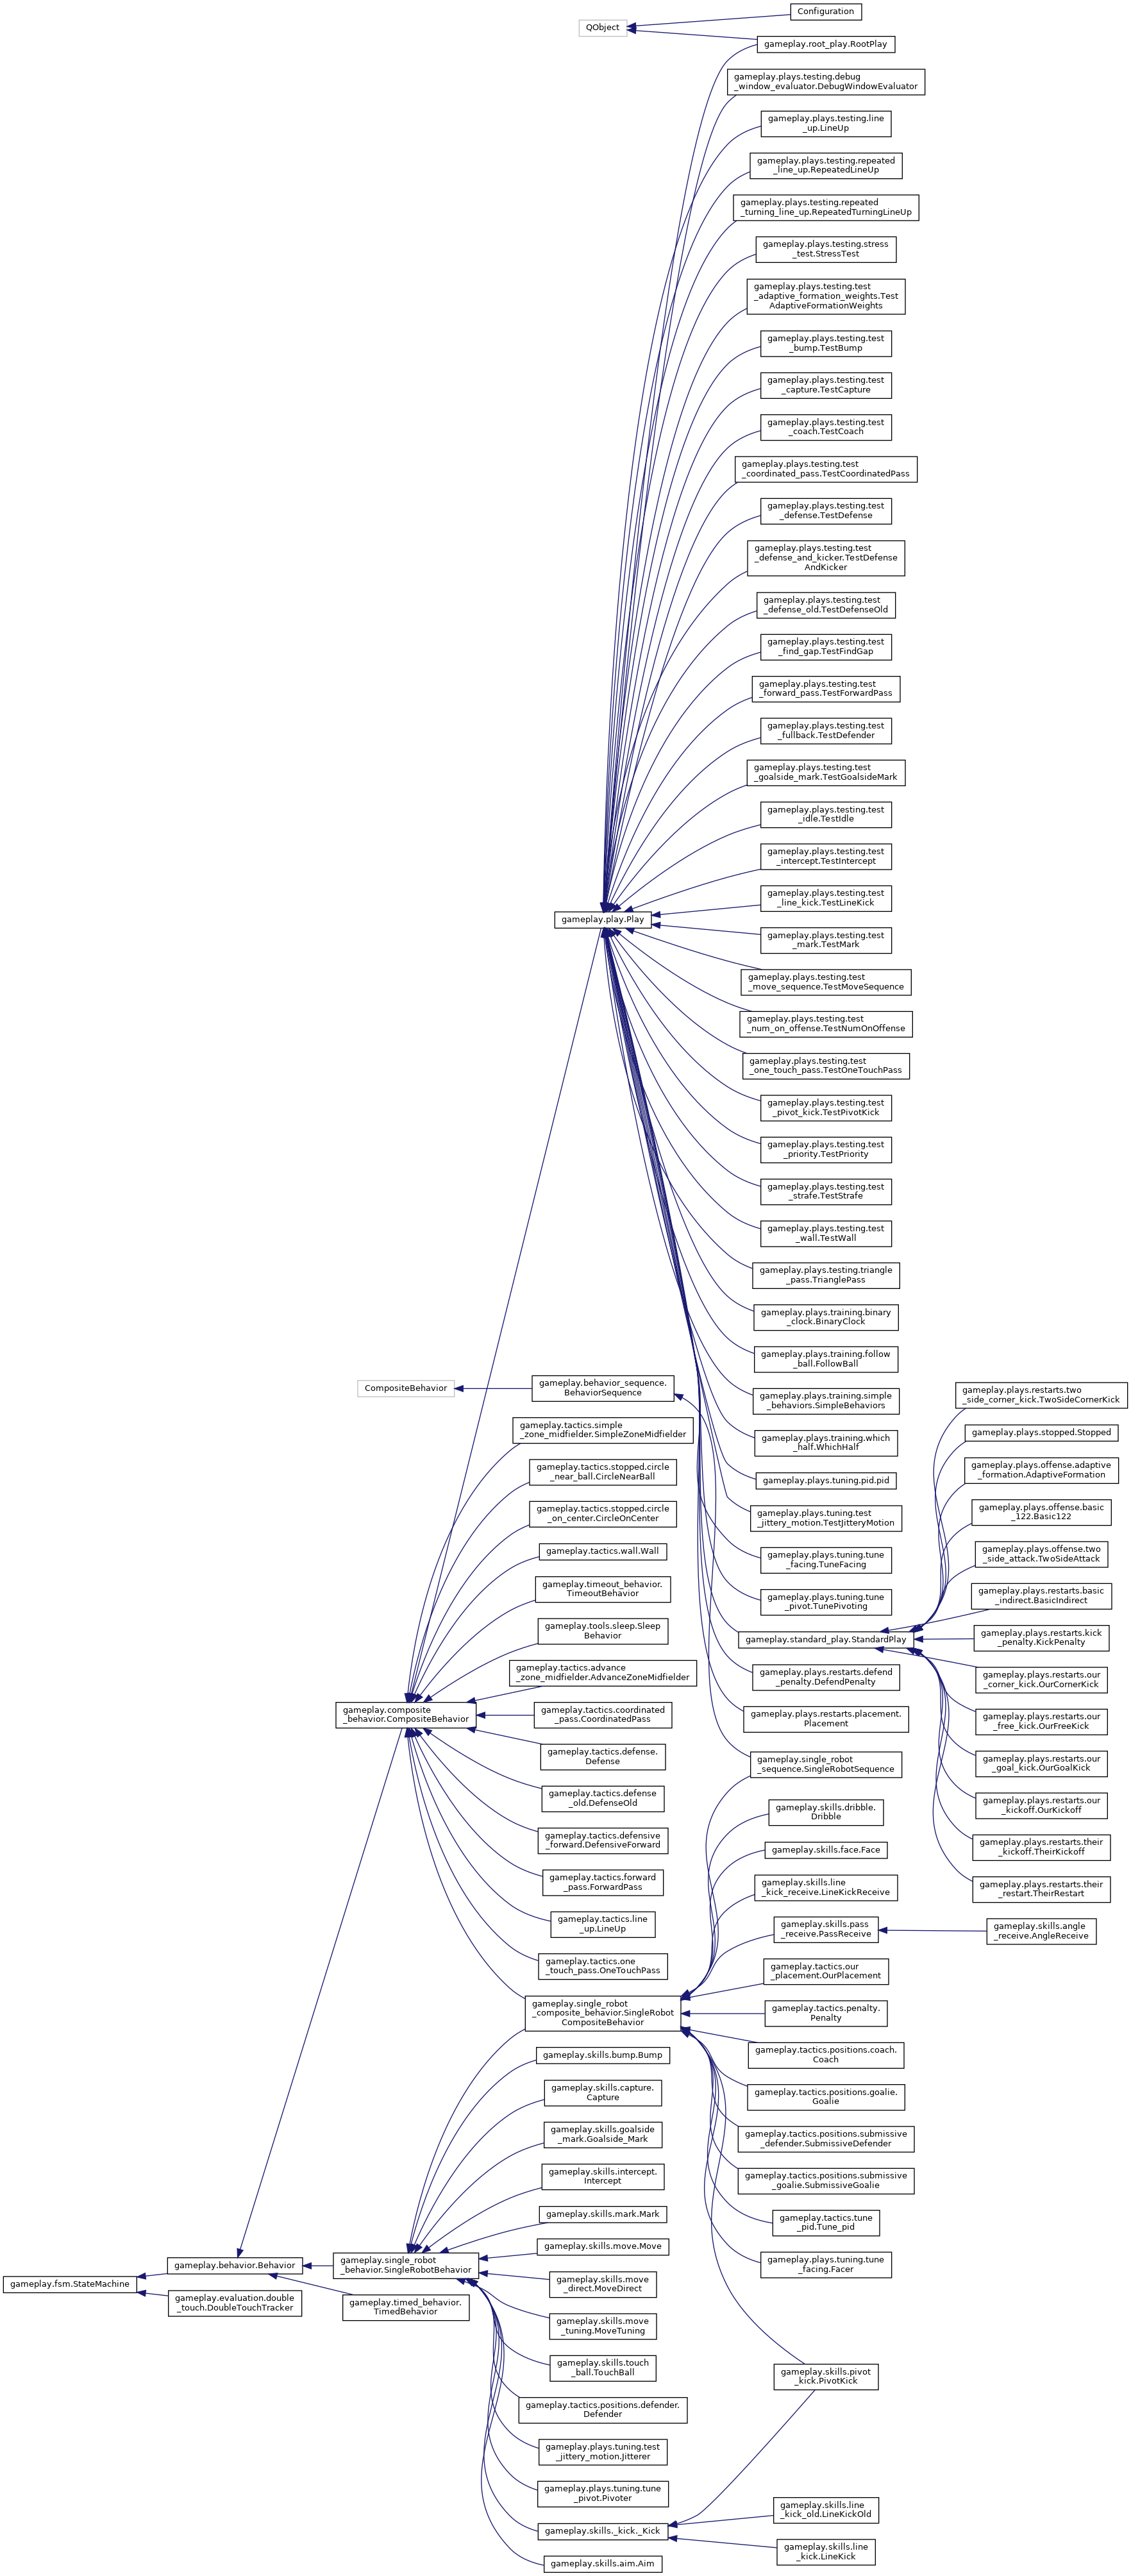 Configuration
QObject
gameplay.root_play.RootPlay
gameplay.plays.testing.debug
_window_evaluator.DebugWindowEvaluator
gameplay.plays.testing.line
_up.LineUp
gameplay.plays.testing.repeated
_line_up.RepeatedLineUp
gameplay.plays.testing.repeated
_turning_line_up.RepeatedTurningLineUp
gameplay.plays.testing.stress
_test.StressTest
gameplay.plays.testing.test
_adaptive_formation_weights.Test
AdaptiveFormationWeights
gameplay.plays.testing.test
_bump.TestBump
gameplay.plays.testing.test
_capture.TestCapture
gameplay.plays.testing.test
_coach.TestCoach
gameplay.plays.testing.test
_coordinated_pass.TestCoordinatedPass
gameplay.plays.testing.test
_defense.TestDefense
gameplay.plays.testing.test
_defense_and_kicker.TestDefense
AndKicker
gameplay.plays.testing.test
_defense_old.TestDefenseOld
gameplay.plays.testing.test
_find_gap.TestFindGap
gameplay.plays.testing.test
_forward_pass.TestForwardPass
gameplay.plays.testing.test
_fullback.TestDefender
gameplay.plays.testing.test
_goalside_mark.TestGoalsideMark
gameplay.plays.testing.test
_idle.TestIdle
gameplay.plays.testing.test
_intercept.TestIntercept
gameplay.plays.testing.test
_line_kick.TestLineKick
gameplay.play.Play
gameplay.plays.testing.test
_mark.TestMark
gameplay.plays.testing.test
_move_sequence.TestMoveSequence
gameplay.plays.testing.test
_num_on_offense.TestNumOnOffense
gameplay.plays.testing.test
_one_touch_pass.TestOneTouchPass
gameplay.plays.testing.test
_pivot_kick.TestPivotKick
gameplay.plays.testing.test
_priority.TestPriority
gameplay.plays.testing.test
_strafe.TestStrafe
gameplay.plays.testing.test
_wall.TestWall
gameplay.plays.testing.triangle
_pass.TrianglePass
gameplay.plays.training.binary
_clock.BinaryClock
gameplay.plays.training.follow
_ball.FollowBall
CompositeBehavior
gameplay.behavior_sequence.
BehaviorSequence
gameplay.plays.training.simple
_behaviors.SimpleBehaviors
gameplay.plays.restarts.two
_side_corner_kick.TwoSideCornerKick
gameplay.tactics.simple
_zone_midfielder.SimpleZoneMidfielder
gameplay.plays.training.which
_half.WhichHalf
gameplay.plays.stopped.Stopped
gameplay.tactics.stopped.circle
_near_ball.CircleNearBall
gameplay.plays.tuning.pid.pid
gameplay.plays.offense.adaptive
_formation.AdaptiveFormation
gameplay.tactics.stopped.circle
_on_center.CircleOnCenter
gameplay.plays.tuning.test
_jittery_motion.TestJitteryMotion
gameplay.plays.offense.basic
_122.Basic122
gameplay.tactics.wall.Wall
gameplay.plays.tuning.tune
_facing.TuneFacing
gameplay.plays.offense.two
_side_attack.TwoSideAttack
gameplay.timeout_behavior.
TimeoutBehavior
gameplay.plays.tuning.tune
_pivot.TunePivoting
gameplay.plays.restarts.basic
_indirect.BasicIndirect
gameplay.tools.sleep.Sleep
Behavior
gameplay.standard_play.StandardPlay
gameplay.plays.restarts.kick
_penalty.KickPenalty
gameplay.tactics.advance
_zone_midfielder.AdvanceZoneMidfielder
gameplay.plays.restarts.defend
_penalty.DefendPenalty
gameplay.plays.restarts.our
_corner_kick.OurCornerKick
gameplay.composite
_behavior.CompositeBehavior
gameplay.tactics.coordinated
_pass.CoordinatedPass
gameplay.plays.restarts.placement.
Placement
gameplay.plays.restarts.our
_free_kick.OurFreeKick
gameplay.tactics.defense.
Defense
gameplay.single_robot
_sequence.SingleRobotSequence
gameplay.plays.restarts.our
_goal_kick.OurGoalKick
gameplay.tactics.defense
_old.DefenseOld
gameplay.skills.dribble.
Dribble
gameplay.plays.restarts.our
_kickoff.OurKickoff
gameplay.tactics.defensive
_forward.DefensiveForward
gameplay.skills.face.Face
gameplay.plays.restarts.their
_kickoff.TheirKickoff
gameplay.tactics.forward
_pass.ForwardPass
gameplay.skills.line
_kick_receive.LineKickReceive
gameplay.plays.restarts.their
_restart.TheirRestart
gameplay.tactics.line
_up.LineUp
gameplay.skills.pass
_receive.PassReceive
gameplay.skills.angle
_receive.AngleReceive
gameplay.tactics.one
_touch_pass.OneTouchPass
gameplay.tactics.our
_placement.OurPlacement
gameplay.single_robot
_composite_behavior.SingleRobot
CompositeBehavior
gameplay.tactics.penalty.
Penalty
gameplay.skills.bump.Bump
gameplay.tactics.positions.coach.
Coach
gameplay.skills.capture.
Capture
gameplay.tactics.positions.goalie.
Goalie
gameplay.skills.goalside
_mark.Goalside_Mark
gameplay.tactics.positions.submissive
_defender.SubmissiveDefender
gameplay.skills.intercept.
Intercept
gameplay.tactics.positions.submissive
_goalie.SubmissiveGoalie
gameplay.skills.mark.Mark
gameplay.tactics.tune
_pid.Tune_pid
gameplay.skills.move.Move
gameplay.plays.tuning.tune
_facing.Facer
gameplay.behavior.Behavior
gameplay.single_robot
_behavior.SingleRobotBehavior
gameplay.fsm.StateMachine
gameplay.skills.move
_direct.MoveDirect
gameplay.evaluation.double
_touch.DoubleTouchTracker
gameplay.timed_behavior.
TimedBehavior
gameplay.skills.move
_tuning.MoveTuning
gameplay.skills.touch
_ball.TouchBall
gameplay.skills.pivot
_kick.PivotKick
gameplay.tactics.positions.defender.
Defender
gameplay.plays.tuning.test
_jittery_motion.Jitterer
gameplay.plays.tuning.tune
_pivot.Pivoter
gameplay.skills.line
_kick_old.LineKickOld
gameplay.skills._kick._Kick
gameplay.skills.line
_kick.LineKick
gameplay.skills.aim.Aim